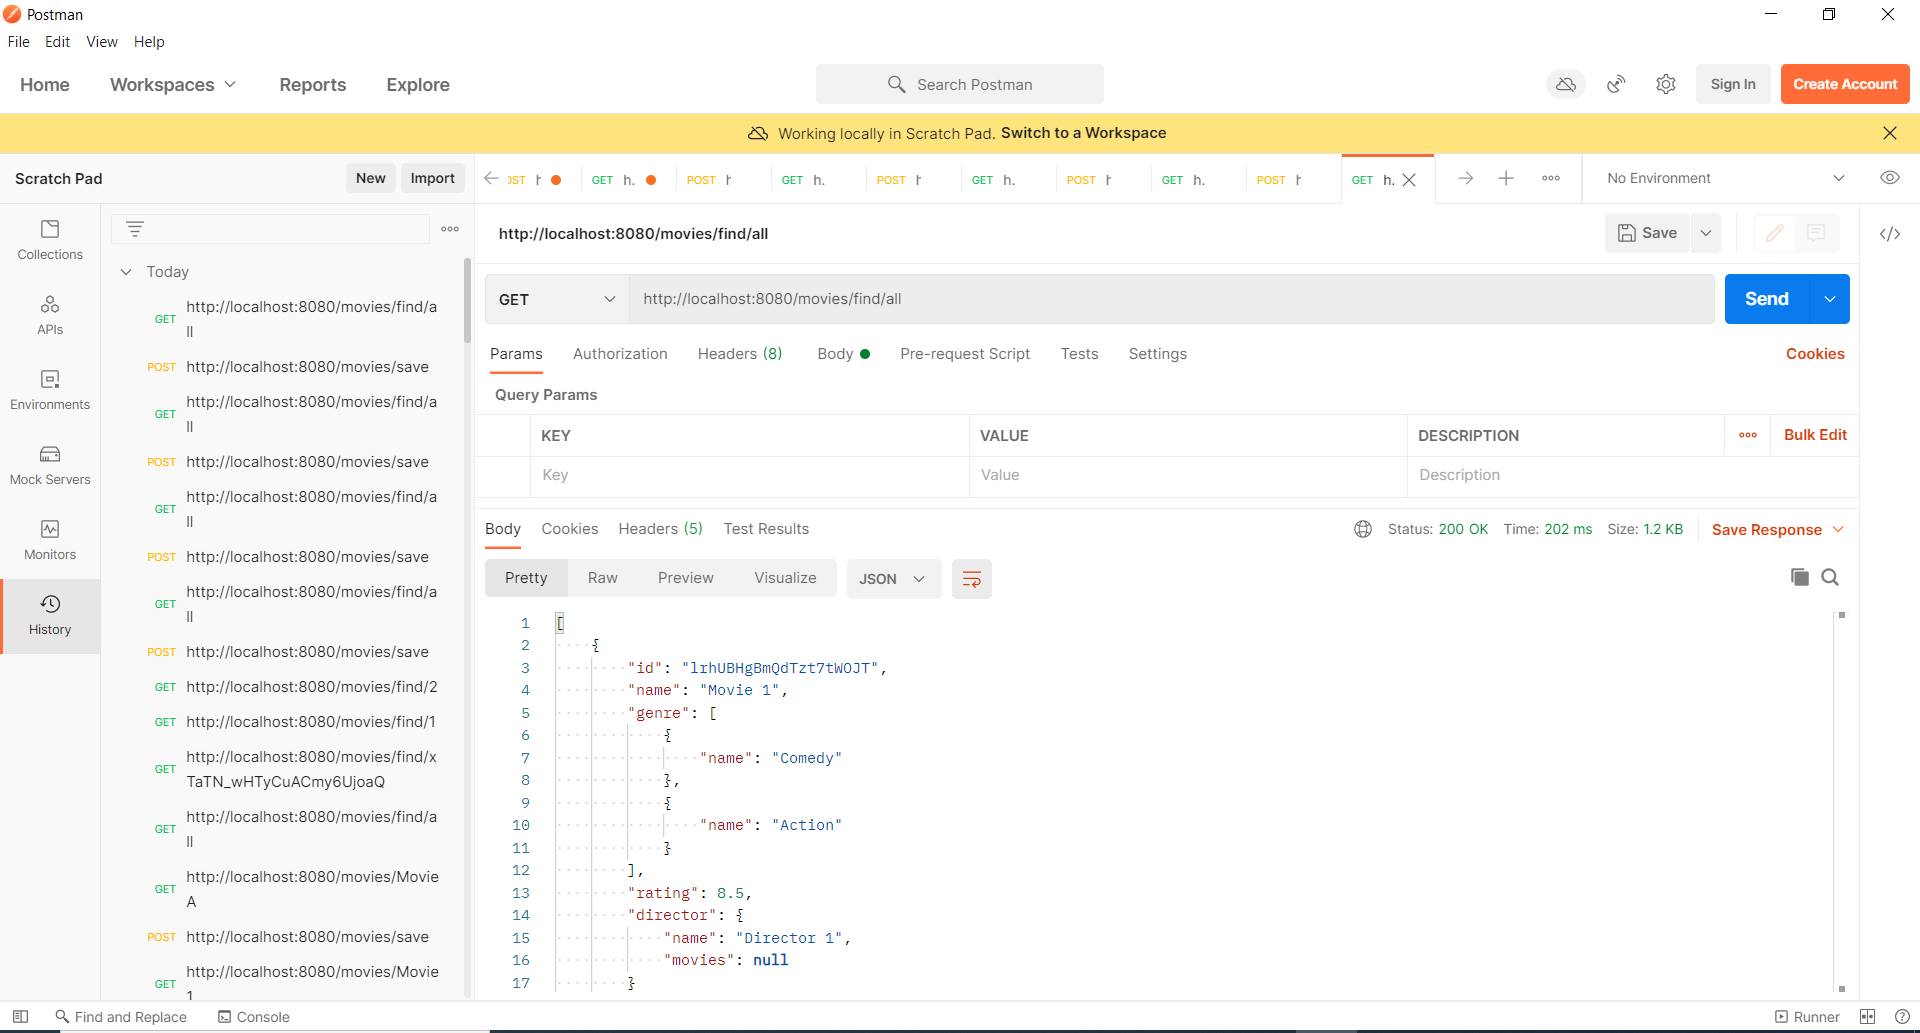 Postman
File Edit View Help
Home Workspaces Reports Explore Search Postman Sign In Create Account
Working locally in Scratch Pad. Switch to a Workspace
Scratch Pad New Import
GET h. POST GET h. POST GET h. POST GET h. POST GET h. No Environment
Collections
APIs
Environments
Mock Servers
Monitors
History
Today
GET http://localhost:8080/movies/find/a
ll
POST http://localhost:8080/movies/save
GET http://localhost:8080/movies/find/a
ll
POST http://localhost:8080/movies/save
GET http://localhost:8080/movies/find/a
ll
POST http://localhost:8080/movies/save
GET http://localhost:8080/movies/find/a
ll
POST http://localhost:8080/movies/save
GET http://localhost:8080/movies/find/2
GET http://localhost:8080/movies/find/1
GET http://localhost:8080/movies/find/x
TaTN_wHTyCuACmy6UjoaQ
GET http://localhost:8080/movies/find/a
ll
GET http://localhost:8080/movies/Movie
A
POST http://localhost:8080/movies/save
GET http://localhost:8080/movies/Movie
1
http://localhost:8080/movies/find/all Save
GET http://localhost:8080/movies/find/all Send
Params Authorization Headers (8) Body Pre-request Script Tests Settings Cookies
Query Params
KEY VALUE DESCRIPTION Bulk Edit
Key Value Description
Body Cookies Headers (5) Test Results Status: 200 OK Time: 202 ms Size: 1.2 KB Save Response
Pretty Raw Preview Visualize JSON
1 [
2 {
3 "id": "lrhUBHgBmQdTzt7tWOJT",
4 "name": "Movie 1",
5 "genre": [
6 {
7 "name": "Comedy"
8 },
9 {
10 "name": "Action"
11 }
12 ],
13 "rating": 8.5,
14 "director": {
15 "name": "Director 1",
16 "movies": null
17 }
Find and Replace Console Runner